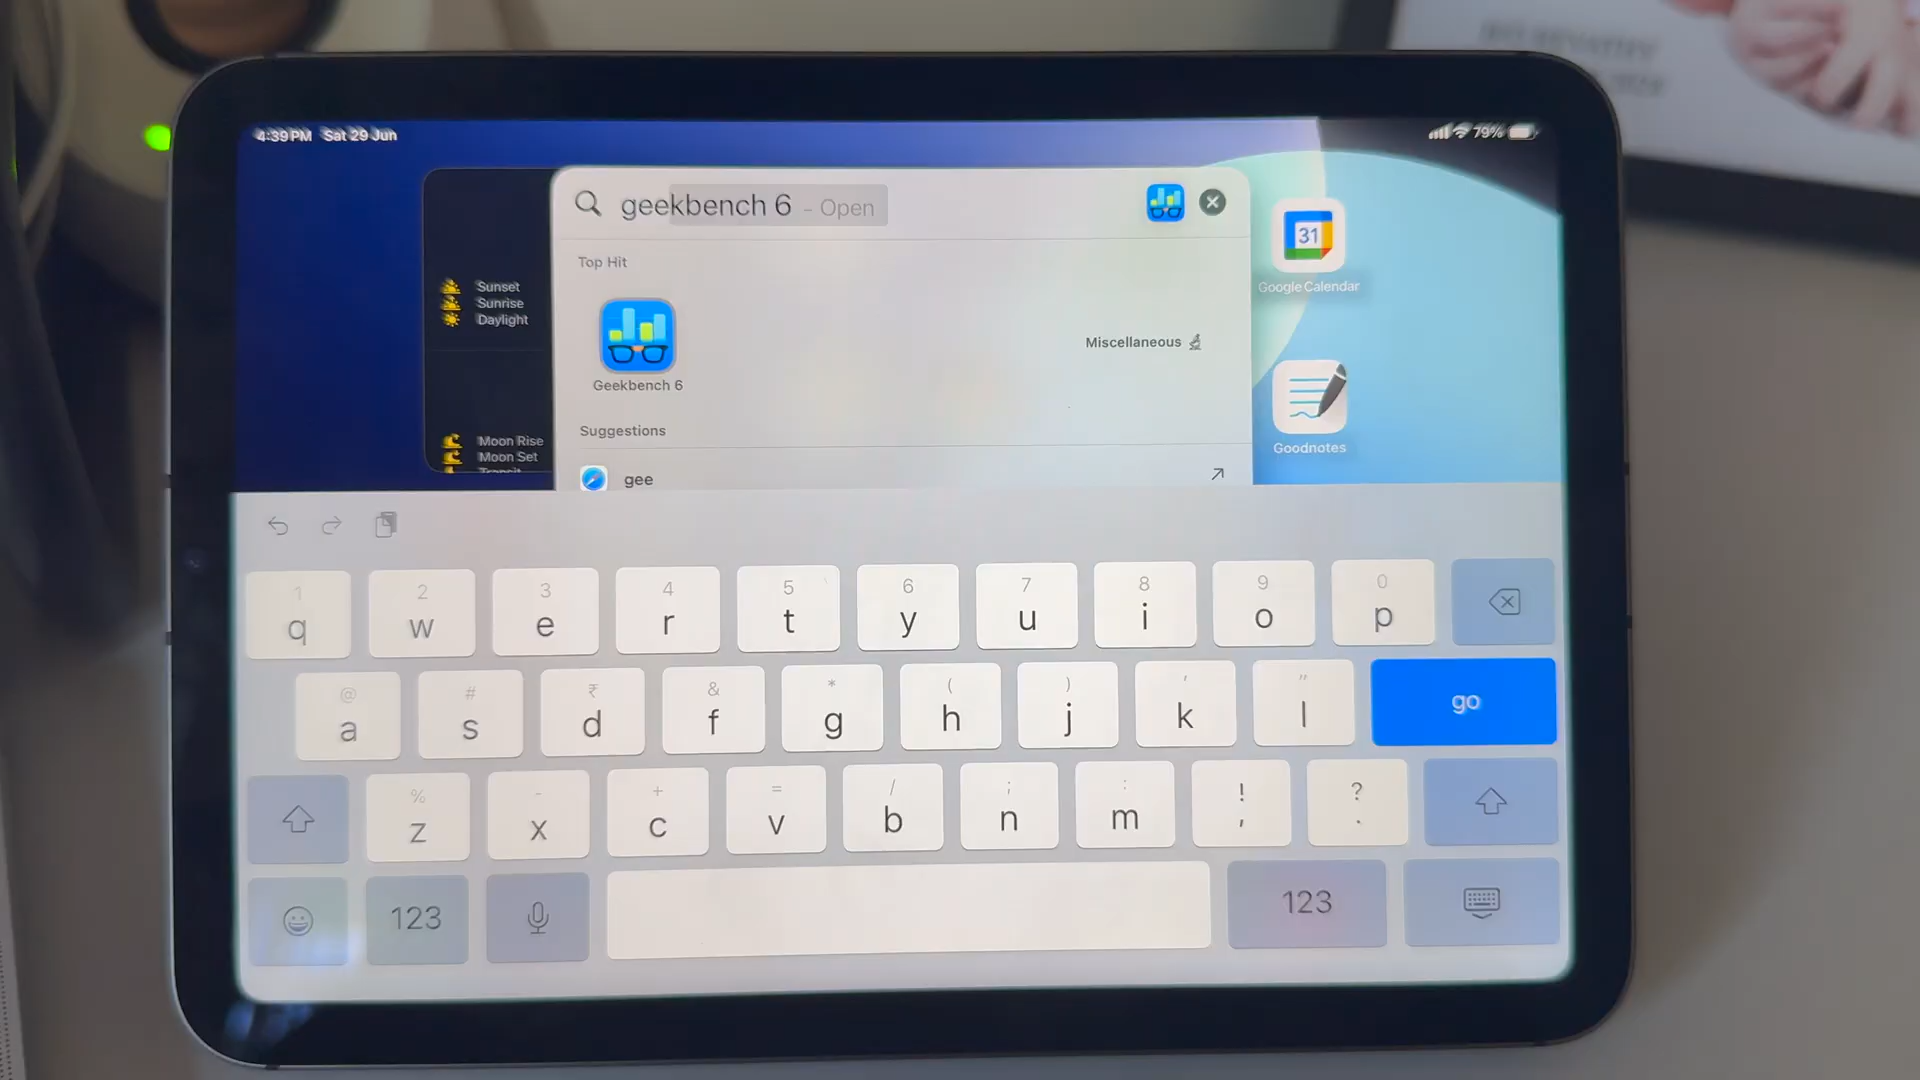 4:39 PM Sat 29 Jun
79%
geekbench 6 – Open
Top Hit
Geekbench 6
Miscellaneous
Suggestions
gee
Sunset
Sunrise
Daylight
Moon Rise
Moon Set
Transit
31
Google Calendar
Goodnotes
1 2 3 4 5 6 7 8 9 0
q w e r t y u i o p
@ # ₹ & * ( ) ' "
a s d f g h j k l
go
% - + = / ; : ! ?
z x c v b n m , .
123
123